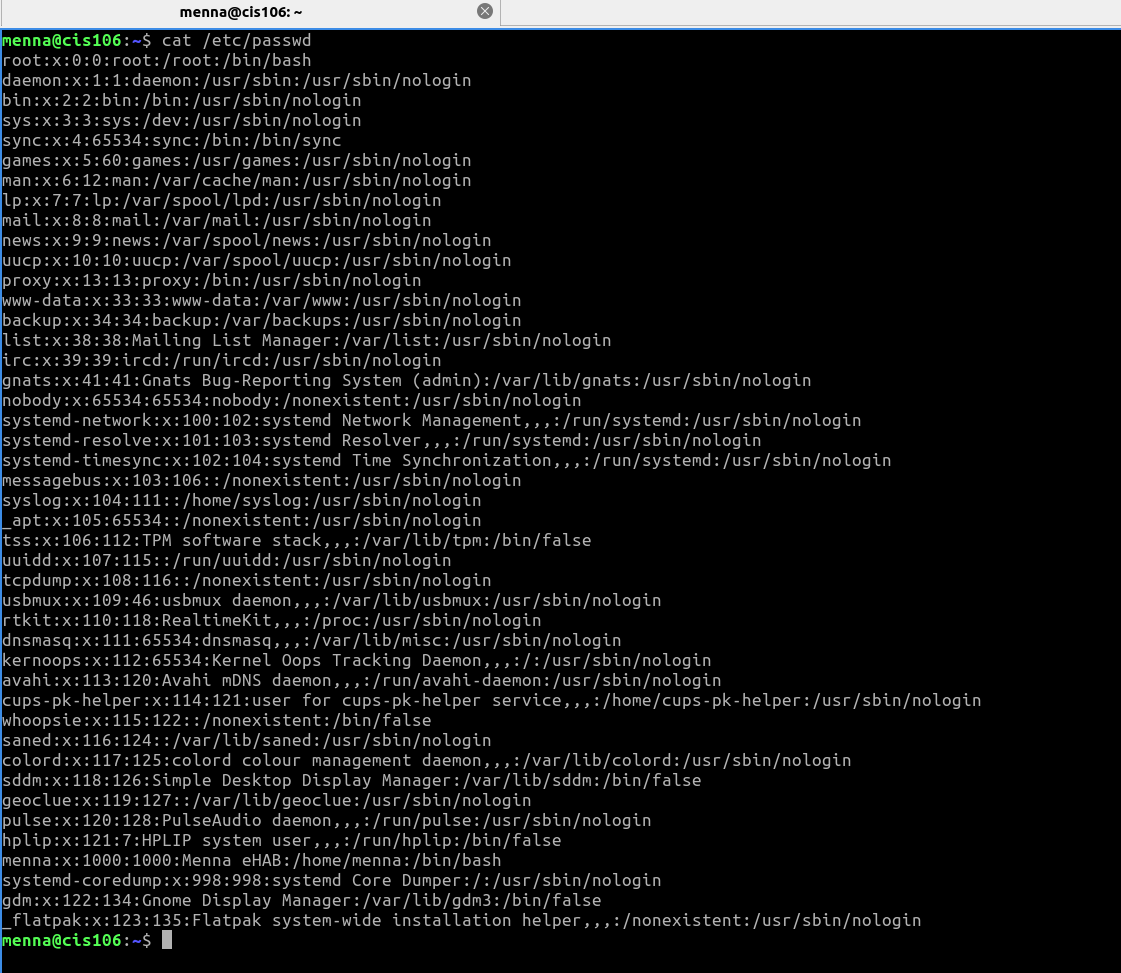 menna@cis106: ~
menna@cis106:~$ cat /etc/passwd
root:x:0:0:root:/root:/bin/bash
daemon:x:1:1:daemon:/usr/sbin:/usr/sbin/nologin
bin:x:2:2:bin:/bin:/usr/sbin/nologin
sys:x:3:3:sys:/dev:/usr/sbin/nologin
sync:x:4:65534:sync:/bin:/bin/sync
games:x:5:60:games:/usr/games:/usr/sbin/nologin
man:x:6:12:man:/var/cache/man:/usr/sbin/nologin
lp:x:7:7:lp:/var/spool/lpd:/usr/sbin/nologin
mail:x:8:8:mail:/var/mail:/usr/sbin/nologin
news:x:9:9:news:/var/spool/news:/usr/sbin/nologin
uucp:x:10:10:uucp:/var/spool/uucp:/usr/sbin/nologin
proxy:x:13:13:proxy:/bin:/usr/sbin/nologin
www-data:x:33:33:www-data:/var/www:/usr/sbin/nologin
backup:x:34:34:backup:/var/backups:/usr/sbin/nologin
list:x:38:38:Mailing List Manager:/var/list:/usr/sbin/nologin
irc:x:39:39:ircd:/run/ircd:/usr/sbin/nologin
gnats:x:41:41:Gnats Bug-Reporting System (admin):/var/lib/gnats:/usr/sbin/nologin
nobody:x:65534:65534:nobody:/nonexistent:/usr/sbin/nologin
systemd-network:x:100:102:systemd Network Management,,,:/run/systemd:/usr/sbin/nologin
systemd-resolve:x:101:103:systemd Resolver,,,:/run/systemd:/usr/sbin/nologin
systemd-timesync:x:102:104:systemd Time Synchronization,,,:/run/systemd:/usr/sbin/nologin
messagebus:x:103:106::/nonexistent:/usr/sbin/nologin
syslog:x:104:111::/home/syslog:/usr/sbin/nologin
_apt:x:105:65534::/nonexistent:/usr/sbin/nologin
tss:x:106:112:TPM software stack,,,:/var/lib/tpm:/bin/false
uuidd:x:107:115::/run/uuidd:/usr/sbin/nologin
tcpdump:x:108:116::/nonexistent:/usr/sbin/nologin
usbmux:x:109:46:usbmux daemon,,,:/var/lib/usbmux:/usr/sbin/nologin
rtkit:x:110:118:RealtimeKit,,,:/proc:/usr/sbin/nologin
dnsmasq:x:111:65534:dnsmasq,,,:/var/lib/misc:/usr/sbin/nologin
kernoops:x:112:65534:Kernel Oops Tracking Daemon,,,:/:/usr/sbin/nologin
avahi:x:113:120:Avahi mDNS daemon,,,:/run/avahi-daemon:/usr/sbin/nologin
cups-pk-helper:x:114:121:user for cups-pk-helper service,,,:/home/cups-pk-helper:/usr/sbin/nologin
whoopsie:x:115:122::/nonexistent:/bin/false
saned:x:116:124::/var/lib/saned:/usr/sbin/nologin
colord:x:117:125:colord colour management daemon,,,:/var/lib/colord:/usr/sbin/nologin
sddm:x:118:126:Simple Desktop Display Manager:/var/lib/sddm:/bin/false
geoclue:x:119:127::/var/lib/geoclue:/usr/sbin/nologin
pulse:x:120:128:PulseAudio daemon,,,:/run/pulse:/usr/sbin/nologin
hplip:x:121:7:HPLIP system user,,,:/run/hplip:/bin/false
menna:x:1000:1000:Menna eHAB:/home/menna:/bin/bash
systemd-coredump:x:998:998:systemd Core Dumper:/:/usr/sbin/nologin
gdm:x:122:134:Gnome Display Manager:/var/lib/gdm3:/bin/false
_flatpak:x:123:135:Flatpak system-wide installation helper,,,:/nonexistent:/usr/sbin/nologin
menna@cis106:~$